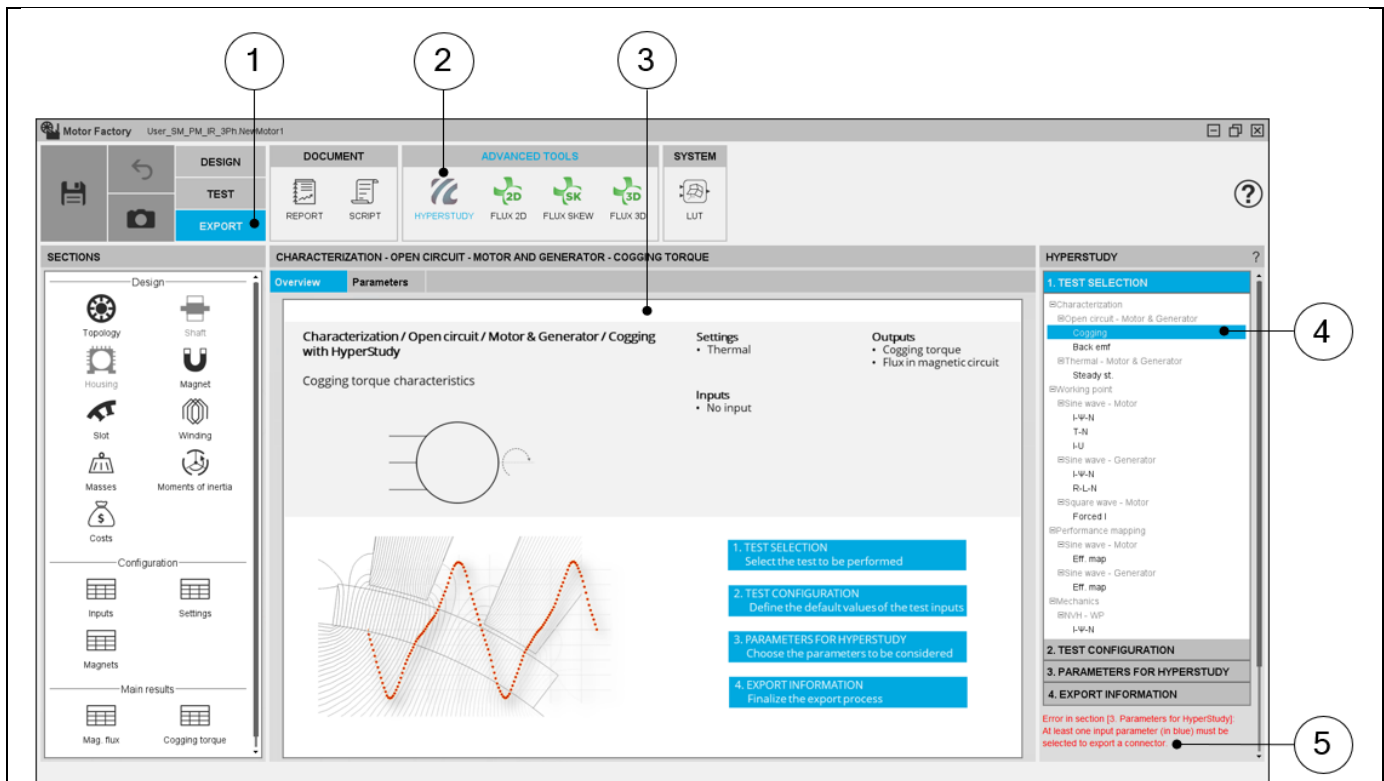 1
2
3
Motor Factory User_SM_PM_IR_3Ph.NewMotor1
DESIGN
TEST
EXPORT
DOCUMENT
REPORT SCRIPT
ADVANCED TOOLS
HYPERSTUDY FLUX 2D FLUX SKEW FLUX 3D
2D SK 3D
SYSTEM
LUT
?
SECTIONS
Design
Topology Shaft
Housing Magnet
Slot Winding
Masses Moments of inertia
$
Costs
Configuration
Inputs Settings
Magnets
Main results
Mag. flux Cogging torque
CHARACTERIZATION - OPEN CIRCUIT - MOTOR AND GENERATOR - COGGING TORQUE
Overview Parameters
Characterization / Open circuit / Motor & Generator / Cogging
with HyperStudy
Cogging torque characteristics
Settings
• Thermal
Inputs
• No input
Outputs
• Cogging torque
• Flux in magnetic circuit
1. TEST SELECTION
Select the test to be performed
2. TEST CONFIGURATION
Define the default values of the test inputs
3. PARAMETERS FOR HYPERSTUDY
Choose the parameters to be considered
4. EXPORT INFORMATION
Finalize the export process
HYPERSTUDY ?
1. TEST SELECTION
Characterization
Open circuit - Motor & Generator
Cogging
Back emf
Thermal - Motor & Generator
Steady st.
Working point
Sine wave - Motor
I-Ψ-N
T-N
I-U
Sine wave - Generator
I-Ψ-N
R-L-N
Square wave - Motor
Forced I
Performance mapping
Sine wave - Motor
Eff. map
Sine wave - Generator
Eff. map
Mechanics
NVH - WP
I-Ψ-N
2. TEST CONFIGURATION
3. PARAMETERS FOR HYPERSTUDY
4. EXPORT INFORMATION
Error in section [3. Parameters for HyperStudy]:
At least one input parameter (in blue) must be
selected to export a connector.
4
5